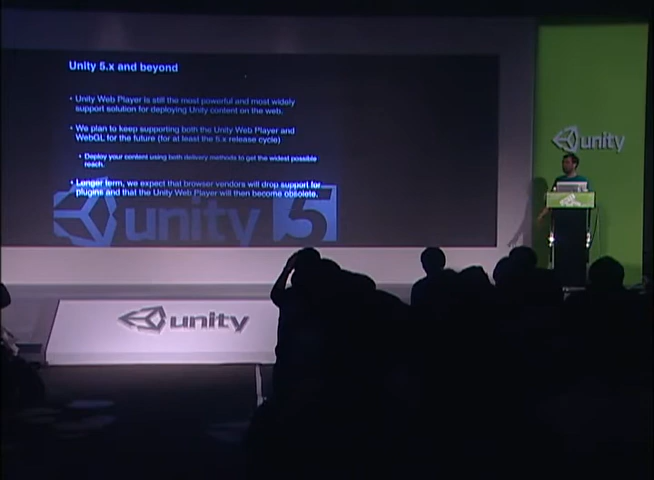 Unity 5.x and beyond
• Unity Web Player is still the most powerful and most widely
support solution for deploying Unity content on the web.
• We plan to keep supporting both the Unity Web Player and
WebGL for the future (for at least the 5.x release cycle)
• Deploy your content using both delivery methods to get the widest possible
reach.
• Longer term, we expect that browser vendors will drop support for
plugins and that the Unity Web Player will then become obsolete.
unity 5
unity
unity